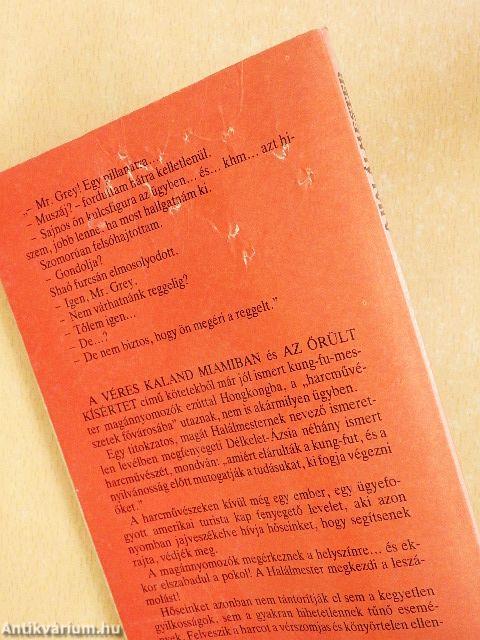 „– Mr. Grey! Egy pillanatra…
– Muszáj? – fordultam hátra kelletlenül.
– Sajnos ön kulcsfigura az ügyben… és… khm… azt hi-
szem, jobb lenne, ha most hallgatnám ki.
Szomorúan felsóhajtottam.
– Gondolja?
Shaó furcsán elmosolyodott.
– Igen, Mr. Grey.
– Nem várhatnánk reggelig?
– Tőlem igen…
– De…?
– De nem biztos, hogy ön megéri a reggelt.”
A VÉRES KALAND MIAMIBAN és AZ ŐRÜLT
KÍSÉRTET című kötetekből már jól ismert kung-fu-mes-
ter magánnyomozók ezúttal Hongkongba, a „harcművé-
szetek fővárosába” utaznak, nem is akármilyen ügyben.
Egy titokzatos, magát Halálmesternek nevező ismeret-
len levélben megfenyegeti Délkelet-Ázsia néhány ismert
harcművészét, mondván: „amiért elárulták a kung-fut, és a
nyilvánosság előtt mutogatják a tudásukat, ki fogja végezni
őket.”
A harcművészeken kívül még egy ember, egy ügyefo-
gyott amerikai turista kap fenyegető levelet, aki azon
nyomban jajveszékelve hívja hőseinket, hogy segítsenek
rajta, védjék meg.
A magánnyomozók megérkeznek a helyszínre… és ek-
kor elszabadul a pokol! A Halálmester megkezdi a leszá-
molást!
Hőseinket azonban nem tántorítják el sem a kegyetlen
gyilkosságok, sem a gyakran hihetetlennek tűnő esemé-
nyek. Felveszik a harcot a vérszomjas és könyörtelen ellen-
Antikvárium.hu